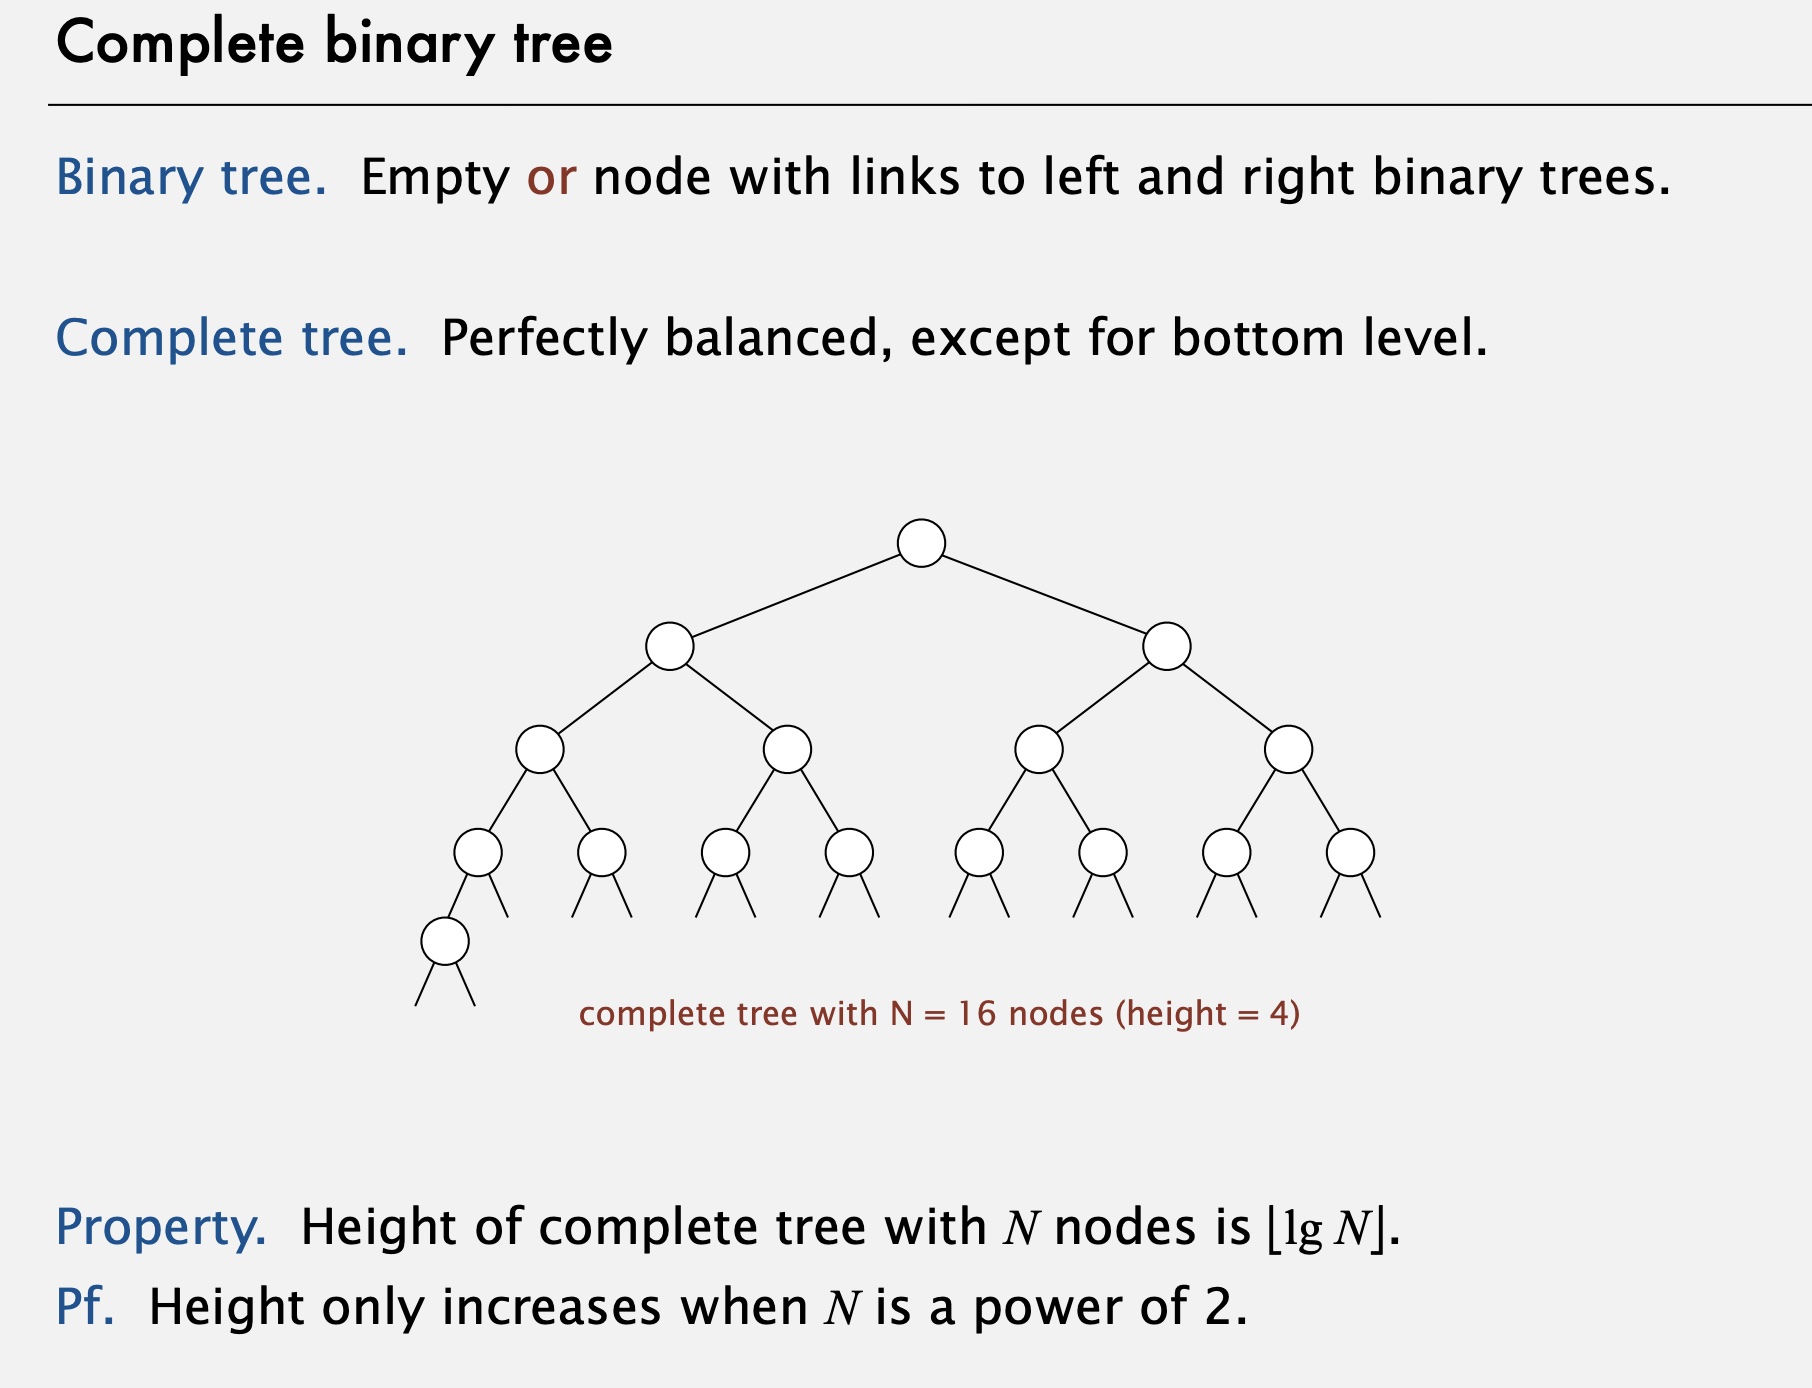 Complete binary tree
Binary tree. Empty or node with links to left and right binary trees.
Complete tree. Perfectly balanced, except for bottom level.
complete tree with N = 16 nodes (height = 4)
Property. Height of complete tree with N nodes is ⌊lg N⌋.
Pf. Height only increases when N is a power of 2.